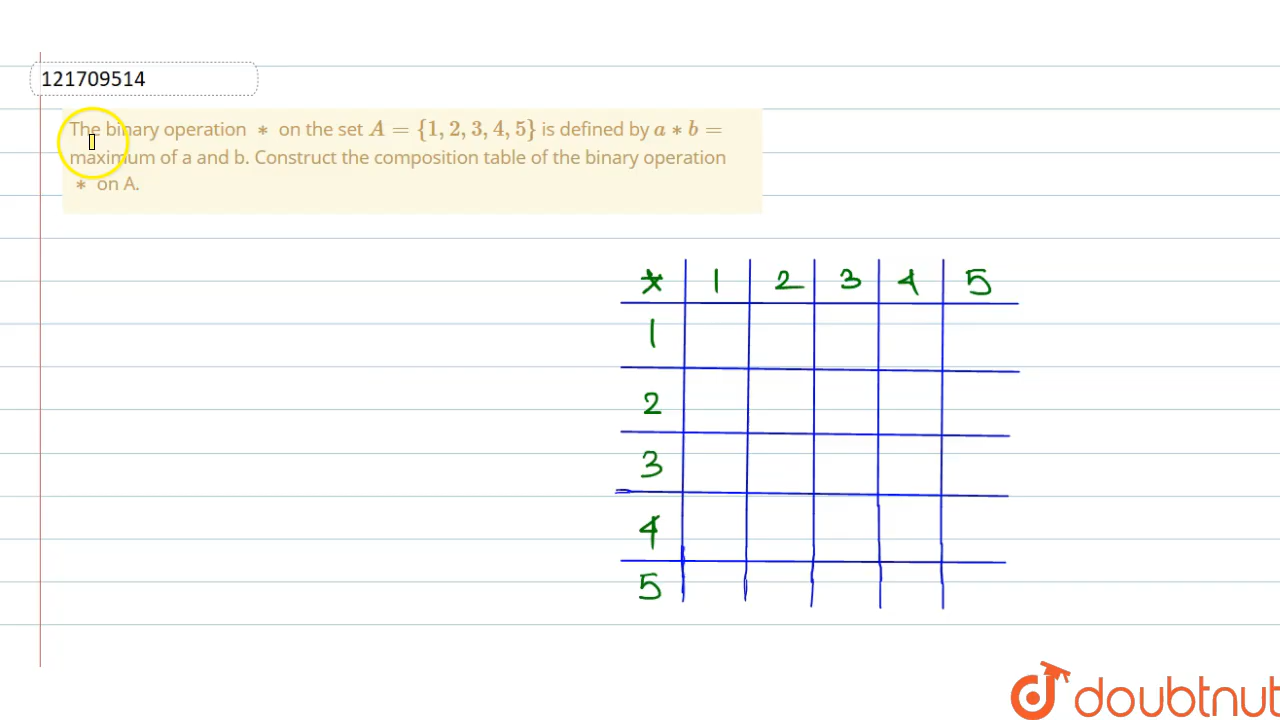 121709514
The binary operation ∗ on the set A = {1, 2, 3, 4, 5} is defined by a ∗ b =
maximum of a and b. Construct the composition table of the binary operation
∗ on A.
* 1 2 3 4 5
1
2
3
4
5
doubtnut